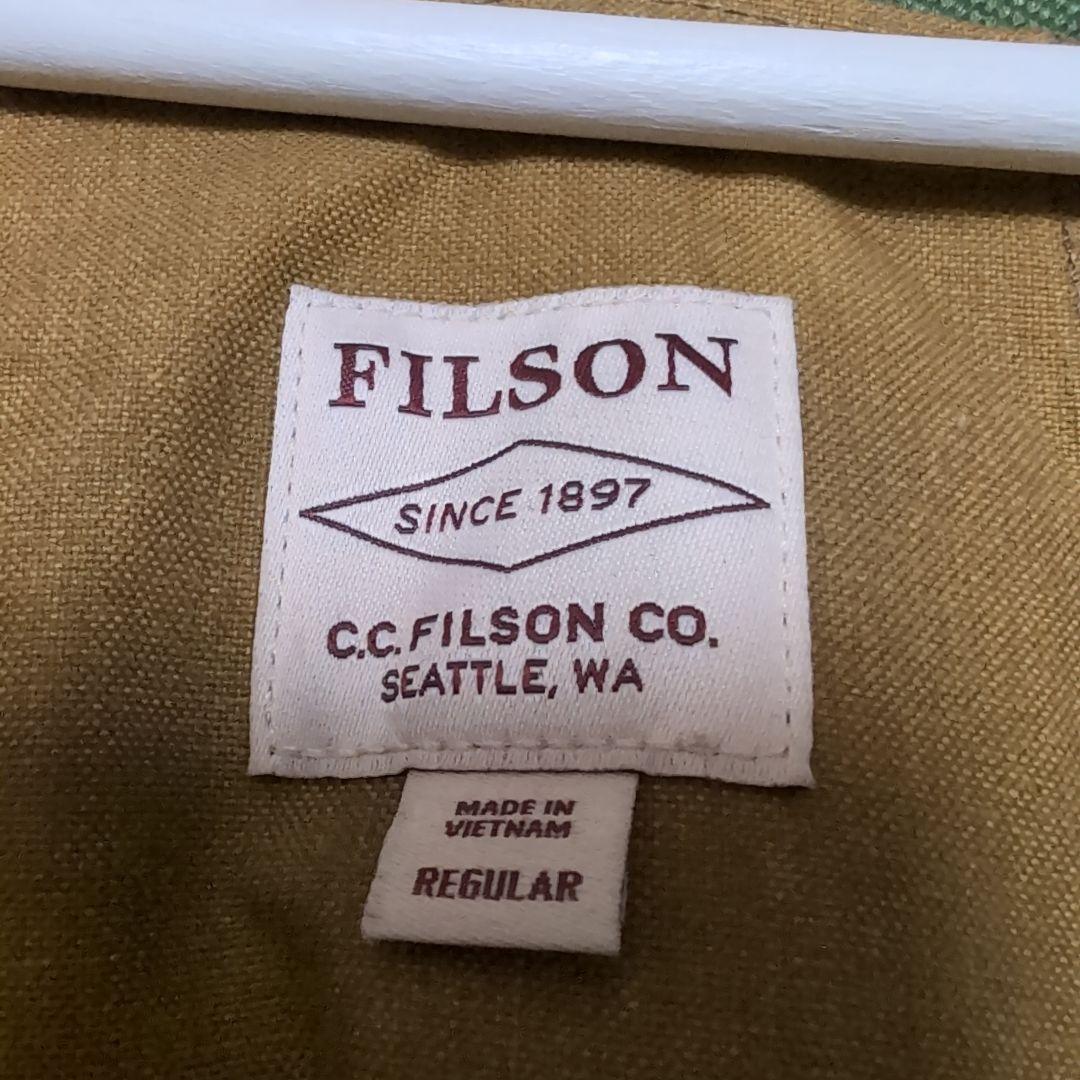 FILSON
SINCE 1897
C.C. FILSON CO.
SEATTLE, WA
MADE IN
VIETNAM
REGULAR